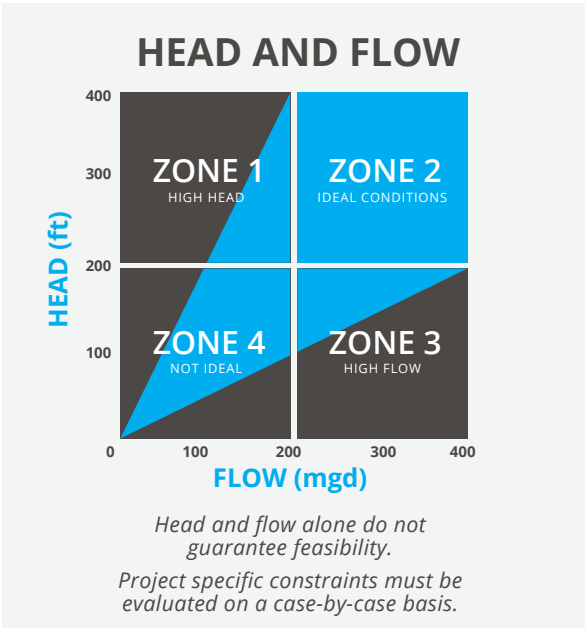 HEAD AND FLOW
400
300
200
100
HEAD (ft)
ZONE 1
HIGH HEAD
ZONE 2
IDEAL CONDITIONS
ZONE 4
NOT IDEAL
ZONE 3
HIGH FLOW
0 100 200 300 400
FLOW (mgd)
Head and flow alone do not
guarantee feasibility.
Project specific constraints must be
evaluated on a case-by-case basis.